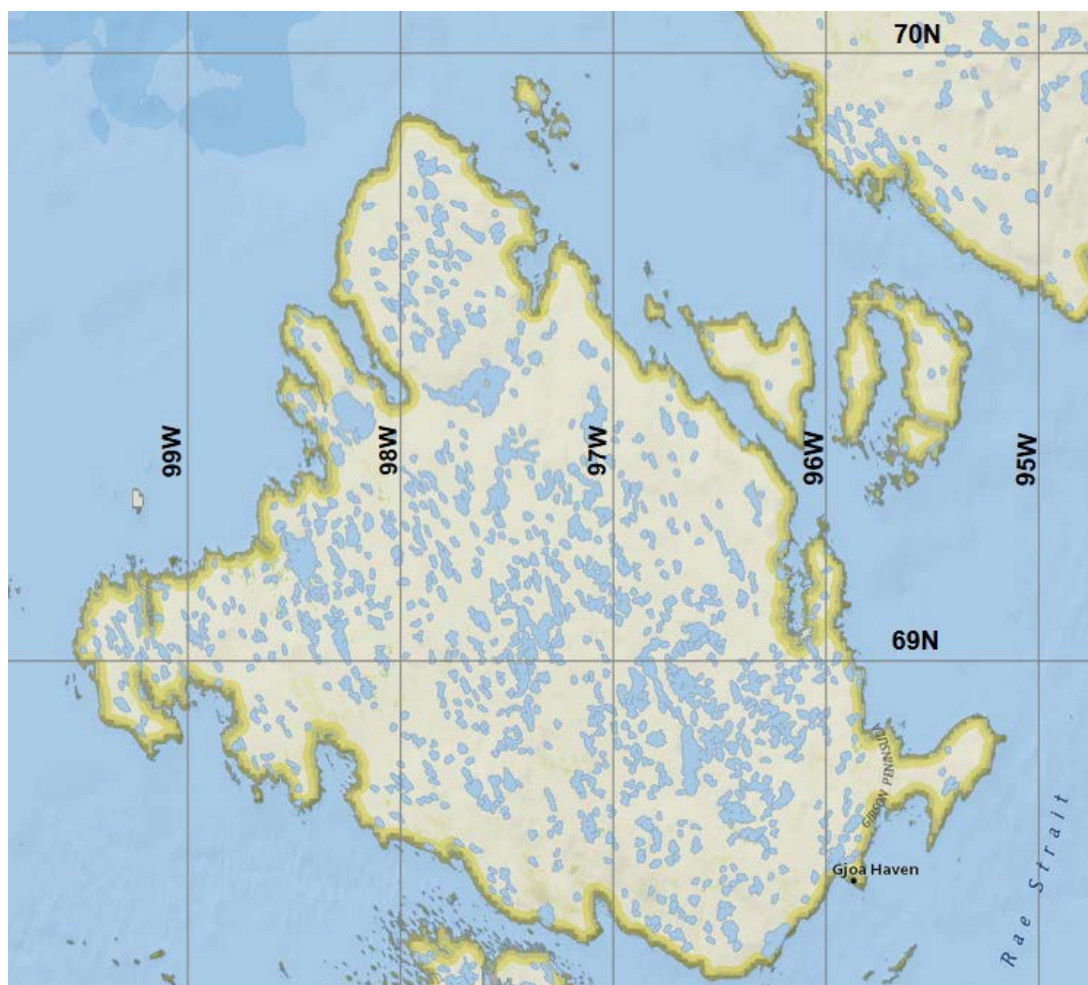 70N
99W
98W
97W
96W
95W
69N
GIBSON PENINSULA
Gjoa Haven
Rae Strait